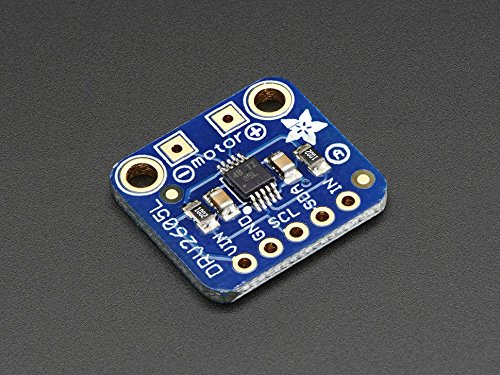 motor
DRV2605L
VIN
GND
SCL
SDA
IN
A